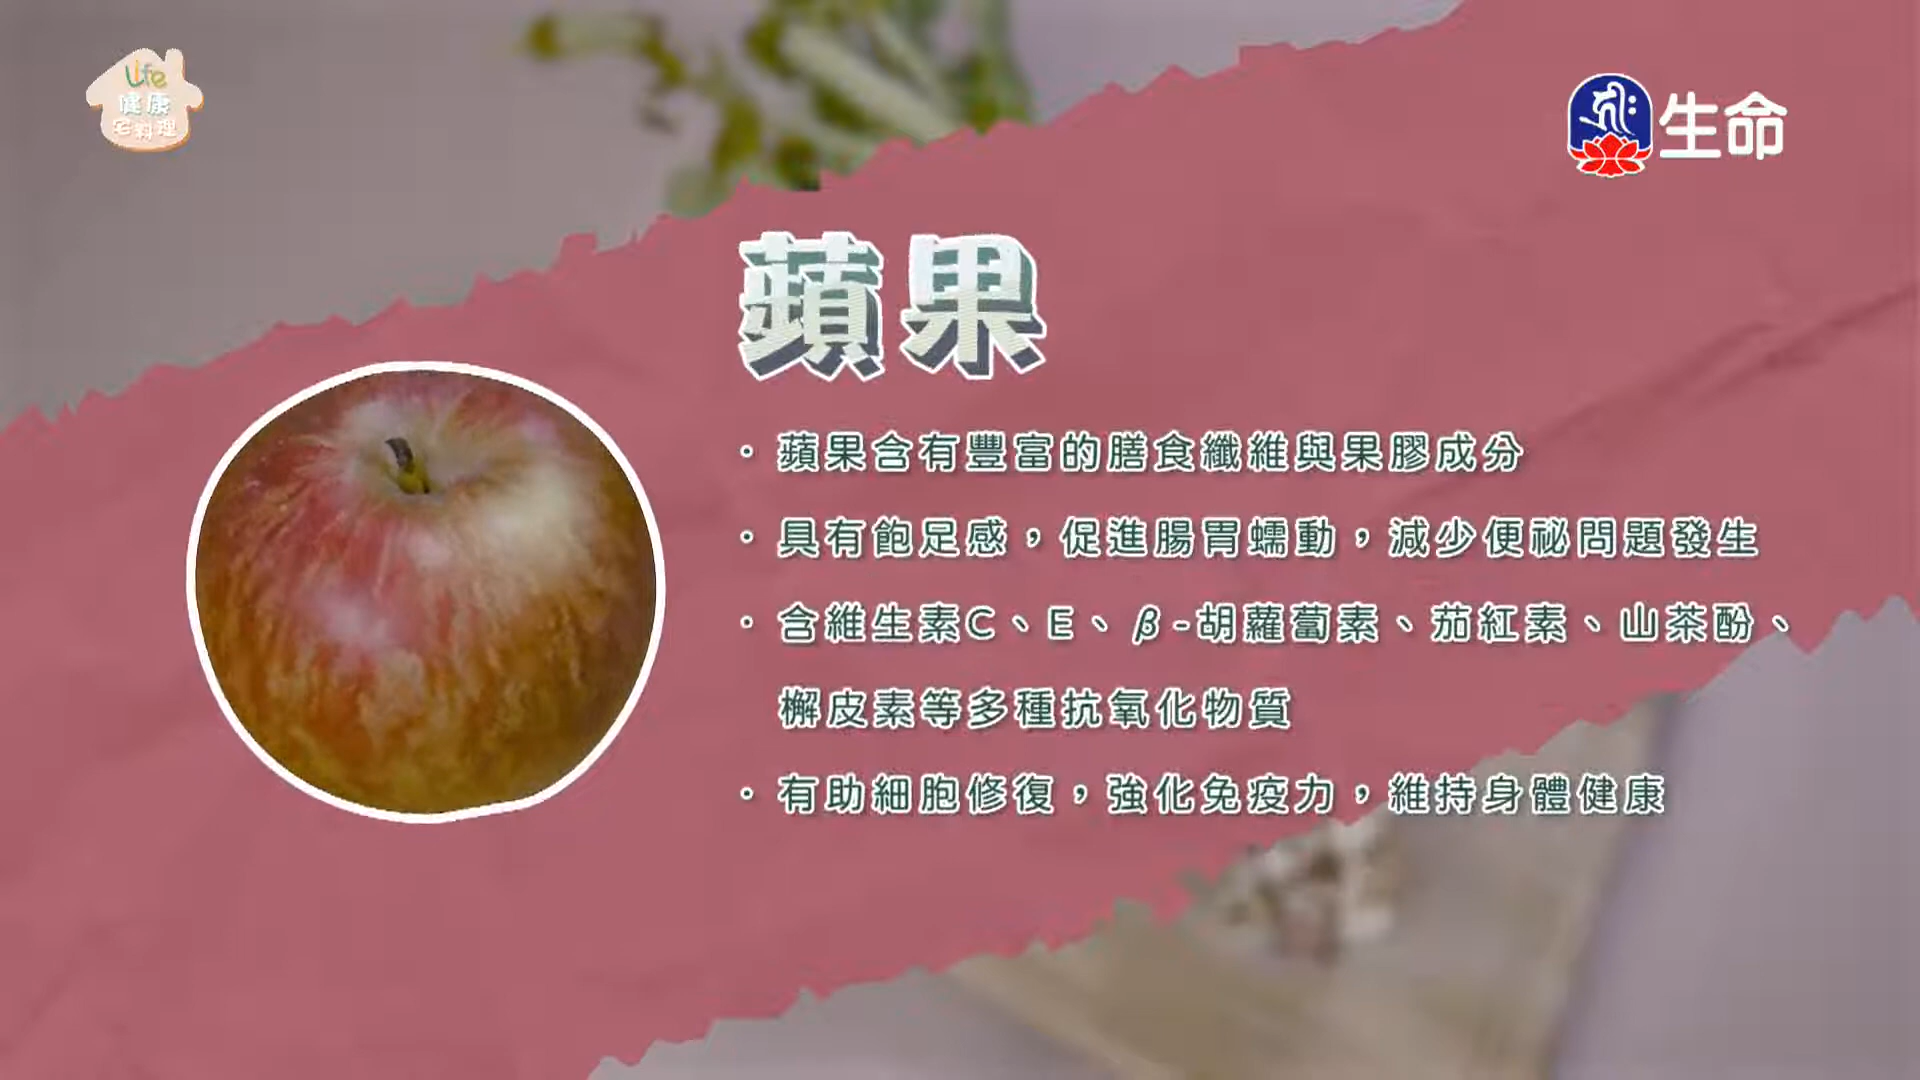 Life
健康
宅料理
生命
蘋果
· 蘋果含有豐富的膳食纖維與果膠成分
· 具有飽足感，促進腸胃蠕動，減少便祕問題發生
· 含維生素C、E、β-胡蘿蔔素、茄紅素、山茶酚、
槲皮素等多種抗氧化物質
· 有助細胞修復，強化免疫力，維持身體健康